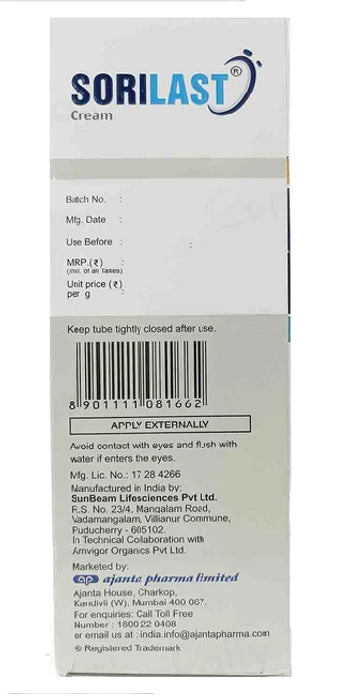 SORILAST®
Cream
Batch No. :
Mfg. Date :
Use Before : :
MRP.(₹) :
(Incl. of all Taxes)
Unit price (₹) :
per g
Keep tube tightly closed after use.
8 901111 081662
APPLY EXTERNALLY
Avoid contact with eyes and flush with
water if enters the eyes.
Mfg. Lic. No.: 17 28 4266
Manufactured in India by:
SunBeam Lifesciences Pvt Ltd.
R.S. No. 23/4, Mangalam Road,
Vadamangalam, Villianur Commune,
Puducherry - 605102.
In Technical Colaboration with
Amvigor Organics Pvt Ltd.
Marketed by:
ap ajanta pharma limited
Ajanta House, Charkop,
Kandivli (W), Mumbai 400 067.
For enquiries: Call Toll Free
Number : 1800 22 0408
or email us at : india.info@ajantapharma.com
® Registered Trademark